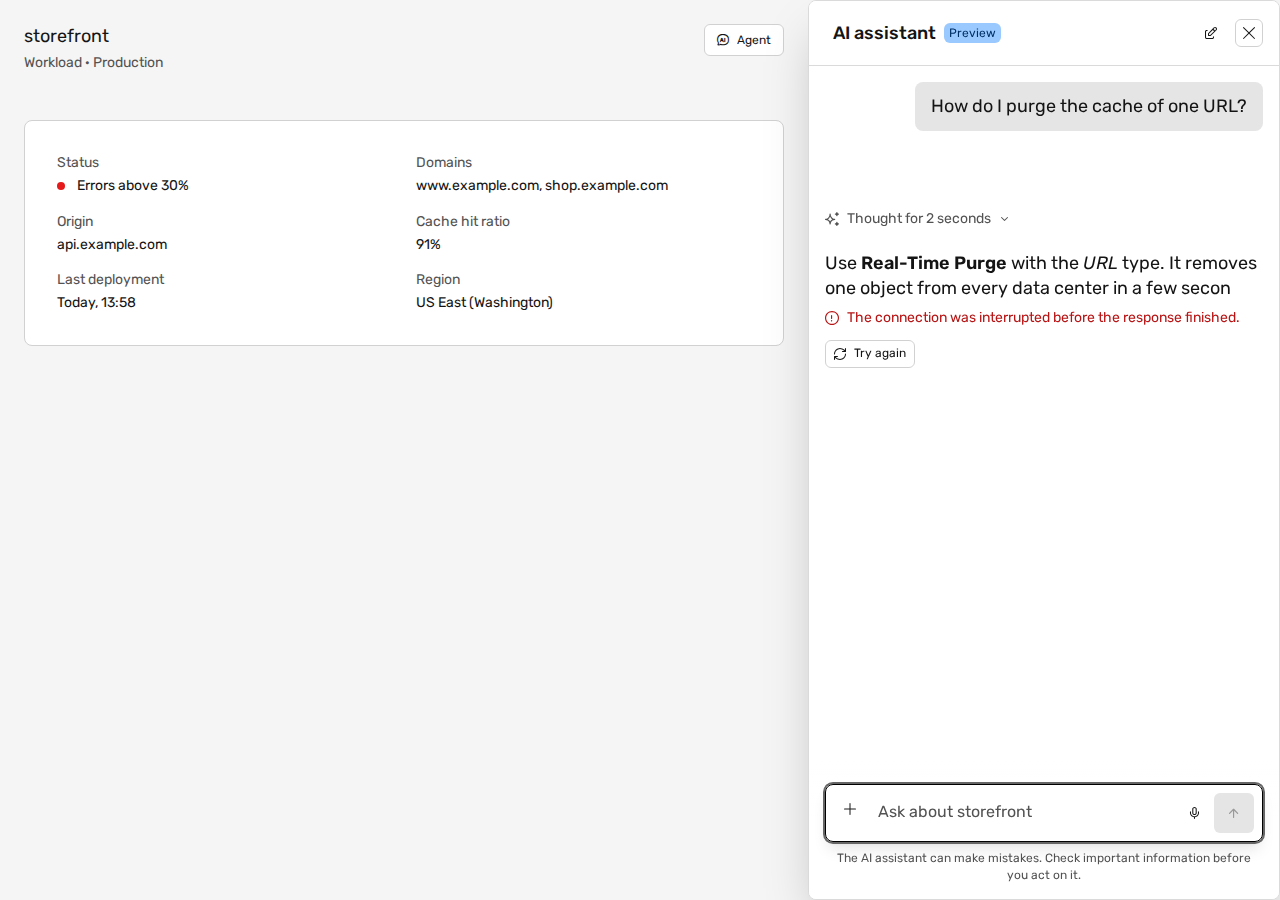 storefront
Workload • Production
Agent
Status
Errors above 30%
Domains
www.example.com, shop.example.com
Origin
api.example.com
Cache hit ratio
91%
Last deployment
Today, 13:58
Region
US East (Washington)
AI assistant
Preview
How do I purge the cache of one URL?
Thought for 2 seconds
Use Real-Time Purge with the URL type. It removes
one object from every data center in a few secon
The connection was interrupted before the response finished.
Try again
Ask about storefront
The AI assistant can make mistakes. Check important information before
you act on it.